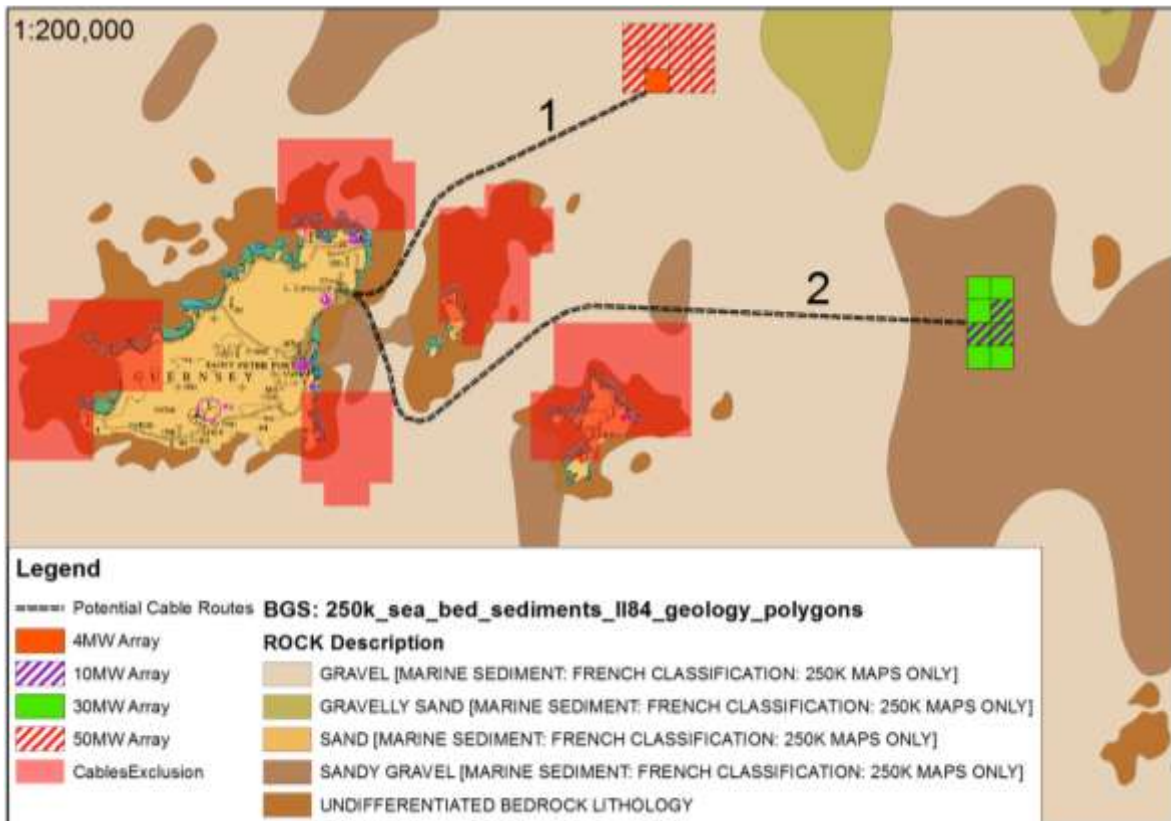 1:200,000
1
2
SAINT PETER PORT
GUERNSEY
Legend
Potential Cable Routes
4MW Array
10MW Array
30MW Array
50MW Array
CablesExclusion
BGS: 250k_sea_bed_sediments_ll84_geology_polygons
ROCK Description
GRAVEL [MARINE SEDIMENT: FRENCH CLASSIFICATION: 250K MAPS ONLY]
GRAVELLY SAND [MARINE SEDIMENT: FRENCH CLASSIFICATION: 250K MAPS ONLY]
SAND [MARINE SEDIMENT: FRENCH CLASSIFICATION: 250K MAPS ONLY]
SANDY GRAVEL [MARINE SEDIMENT: FRENCH CLASSIFICATION: 250K MAPS ONLY]
UNDIFFERENTIATED BEDROCK LITHOLOGY